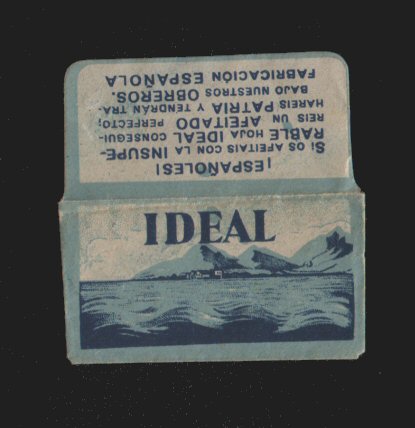 ¡ESPAÑOLES!
SI OS AFEITAIS CON LA INSUPE-
RABLE HOJA IDEAL CONSEGUI-
REIS UN AFEITADO PERFECTO;
HAREIS PATRIA Y TENDRÁN TRA-
BAJO NUESTROS OBREROS.
FABRICACIÓN ESPAÑOLA
IDEAL